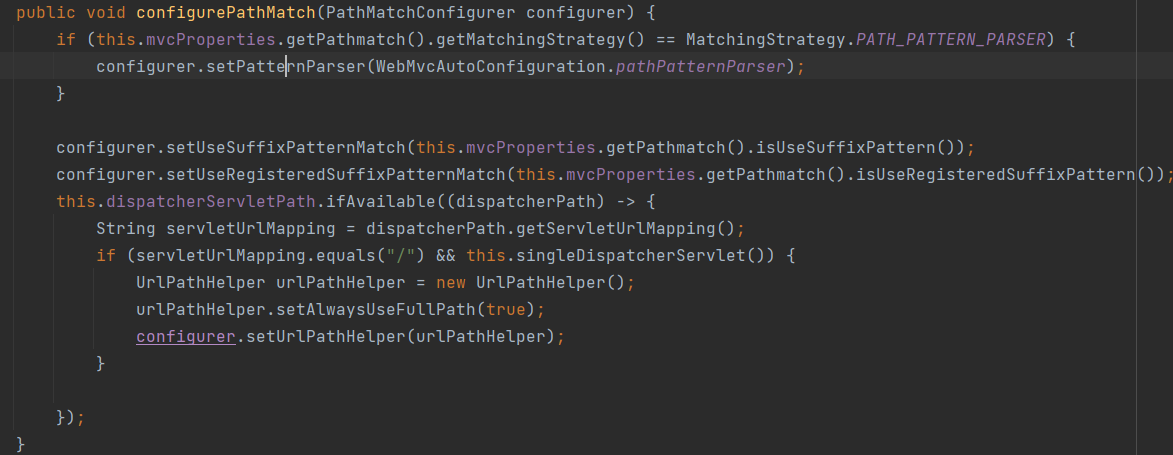 public void configurePathMatch(PathMatchConfigurer configurer) {
if (this.mvcProperties.getPathmatch().getMatchingStrategy() == MatchingStrategy.PATH_PATTERN_PARSER) {
configurer.setPatternParser(WebMvcAutoConfiguration.pathPatternParser);
}
configurer.setUseSuffixPatternMatch(this.mvcProperties.getPathmatch().isUseSuffixPattern());
configurer.setUseRegisteredSuffixPatternMatch(this.mvcProperties.getPathmatch().isUseRegisteredSuffixPattern());
this.dispatcherServletPath.ifAvailable((dispatcherPath) -> {
String servletUrlMapping = dispatcherPath.getServletUrlMapping();
if (servletUrlMapping.equals("/") && this.singleDispatcherServlet()) {
UrlPathHelper urlPathHelper = new UrlPathHelper();
urlPathHelper.setAlwaysUseFullPath(true);
configurer.setUrlPathHelper(urlPathHelper);
}
});
}